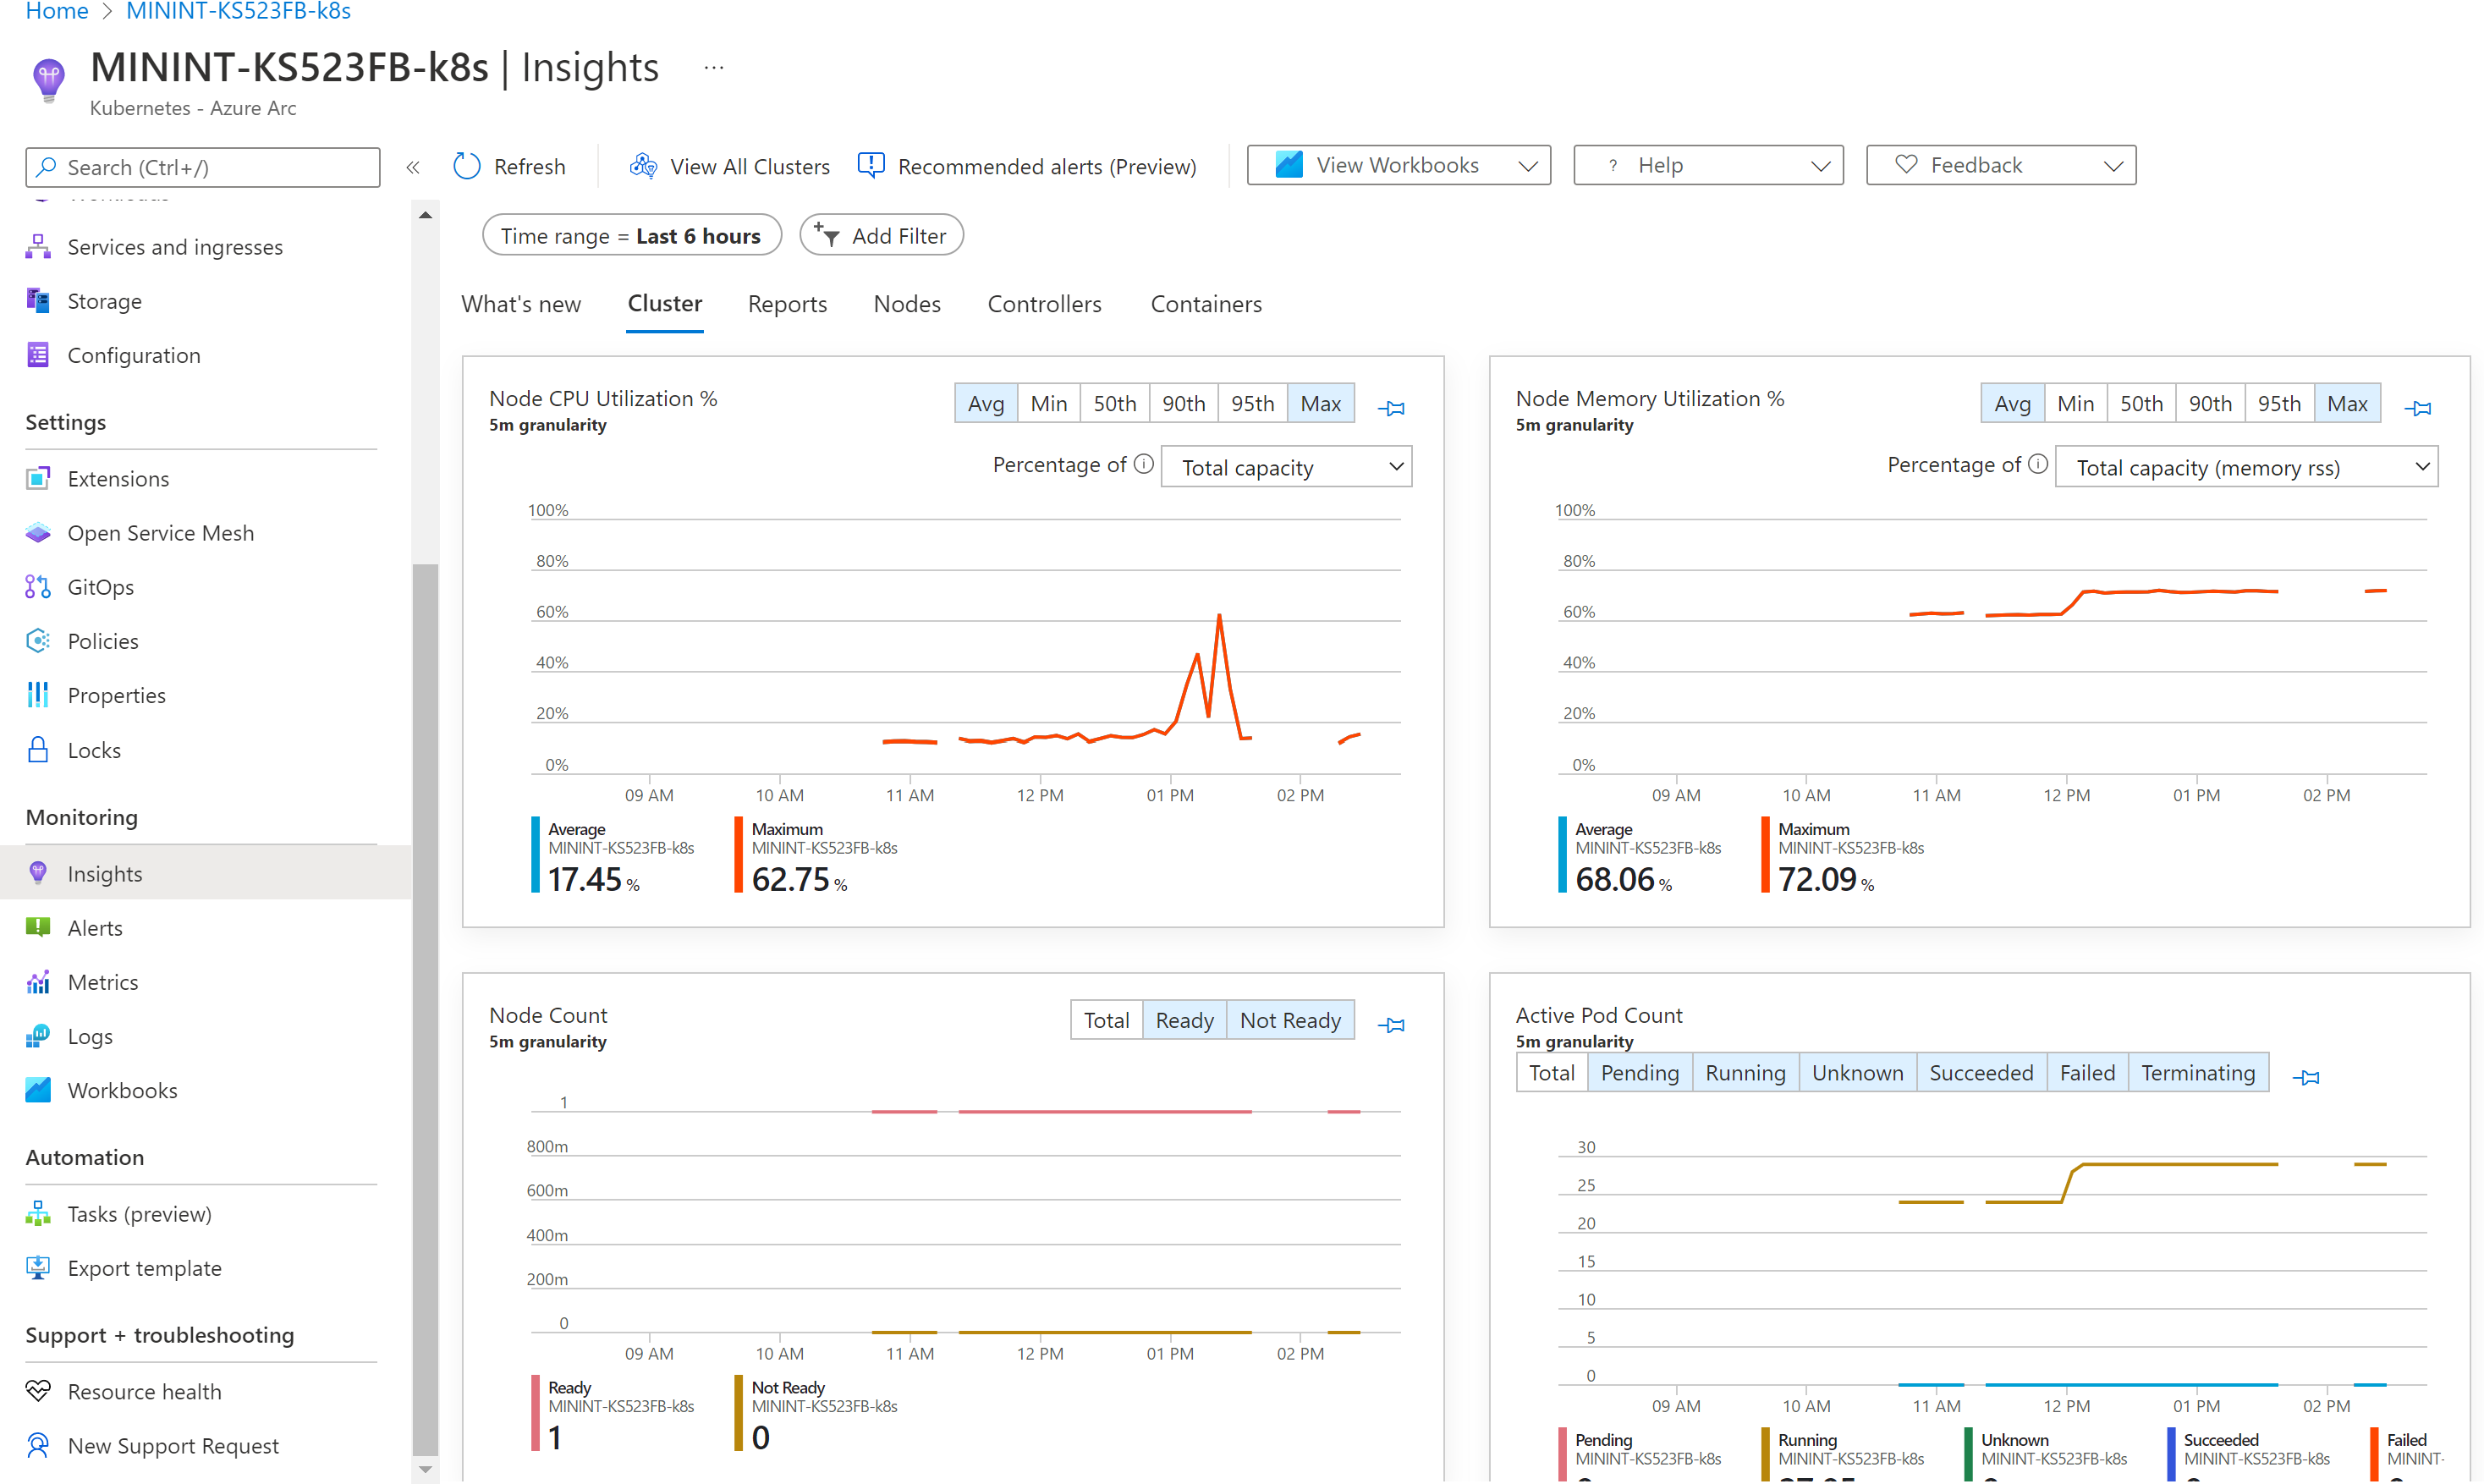 Home > MININT-KS523FB-k8s
MININT-KS523FB-k8s | Insights ...
Kubernetes - Azure Arc
Search (Ctrl+/)
Refresh
View All Clusters
Recommended alerts (Preview)
View Workbooks
? Help
Feedback
Services and ingresses
Storage
Configuration
Settings
Extensions
Open Service Mesh
GitOps
Policies
Properties
Locks
Monitoring
Insights
Alerts
Metrics
Logs
Workbooks
Automation
Tasks (preview)
Export template
Support + troubleshooting
Resource health
New Support Request
Time range = Last 6 hours
Add Filter
What's new Cluster Reports Nodes Controllers Containers
Node CPU Utilization %
5m granularity
Avg Min 50th 90th 95th Max
Percentage of Total capacity
100%
80%
60%
40%
20%
0%
09 AM 10 AM 11 AM 12 PM 01 PM 02 PM
Average
MININT-KS523FB-k8s
17.45 %
Maximum
MININT-KS523FB-k8s
62.75 %
Node Memory Utilization %
5m granularity
Avg Min 50th 90th 95th Max
Percentage of Total capacity (memory rss)
100%
80%
60%
40%
20%
0%
09 AM 10 AM 11 AM 12 PM 01 PM 02 PM
Average
MININT-KS523FB-k8s
68.06 %
Maximum
MININT-KS523FB-k8s
72.09 %
Node Count
5m granularity
Total Ready Not Ready
1
800m
600m
400m
200m
0
09 AM 10 AM 11 AM 12 PM 01 PM 02 PM
Ready
MININT-KS523FB-k8s
1
Not Ready
MININT-KS523FB-k8s
0
Active Pod Count
5m granularity
Total Pending Running Unknown Succeeded Failed Terminating
30
25
20
15
10
5
0
09 AM 10 AM 11 AM 12 PM 01 PM 02 PM
Pending
MININT-KS523FB-k8s
Running
MININT-KS523FB-k8s
Unknown
MININT-KS523FB-k8s
Succeeded
MININT-KS523FB-k8s
Failed
MININT-